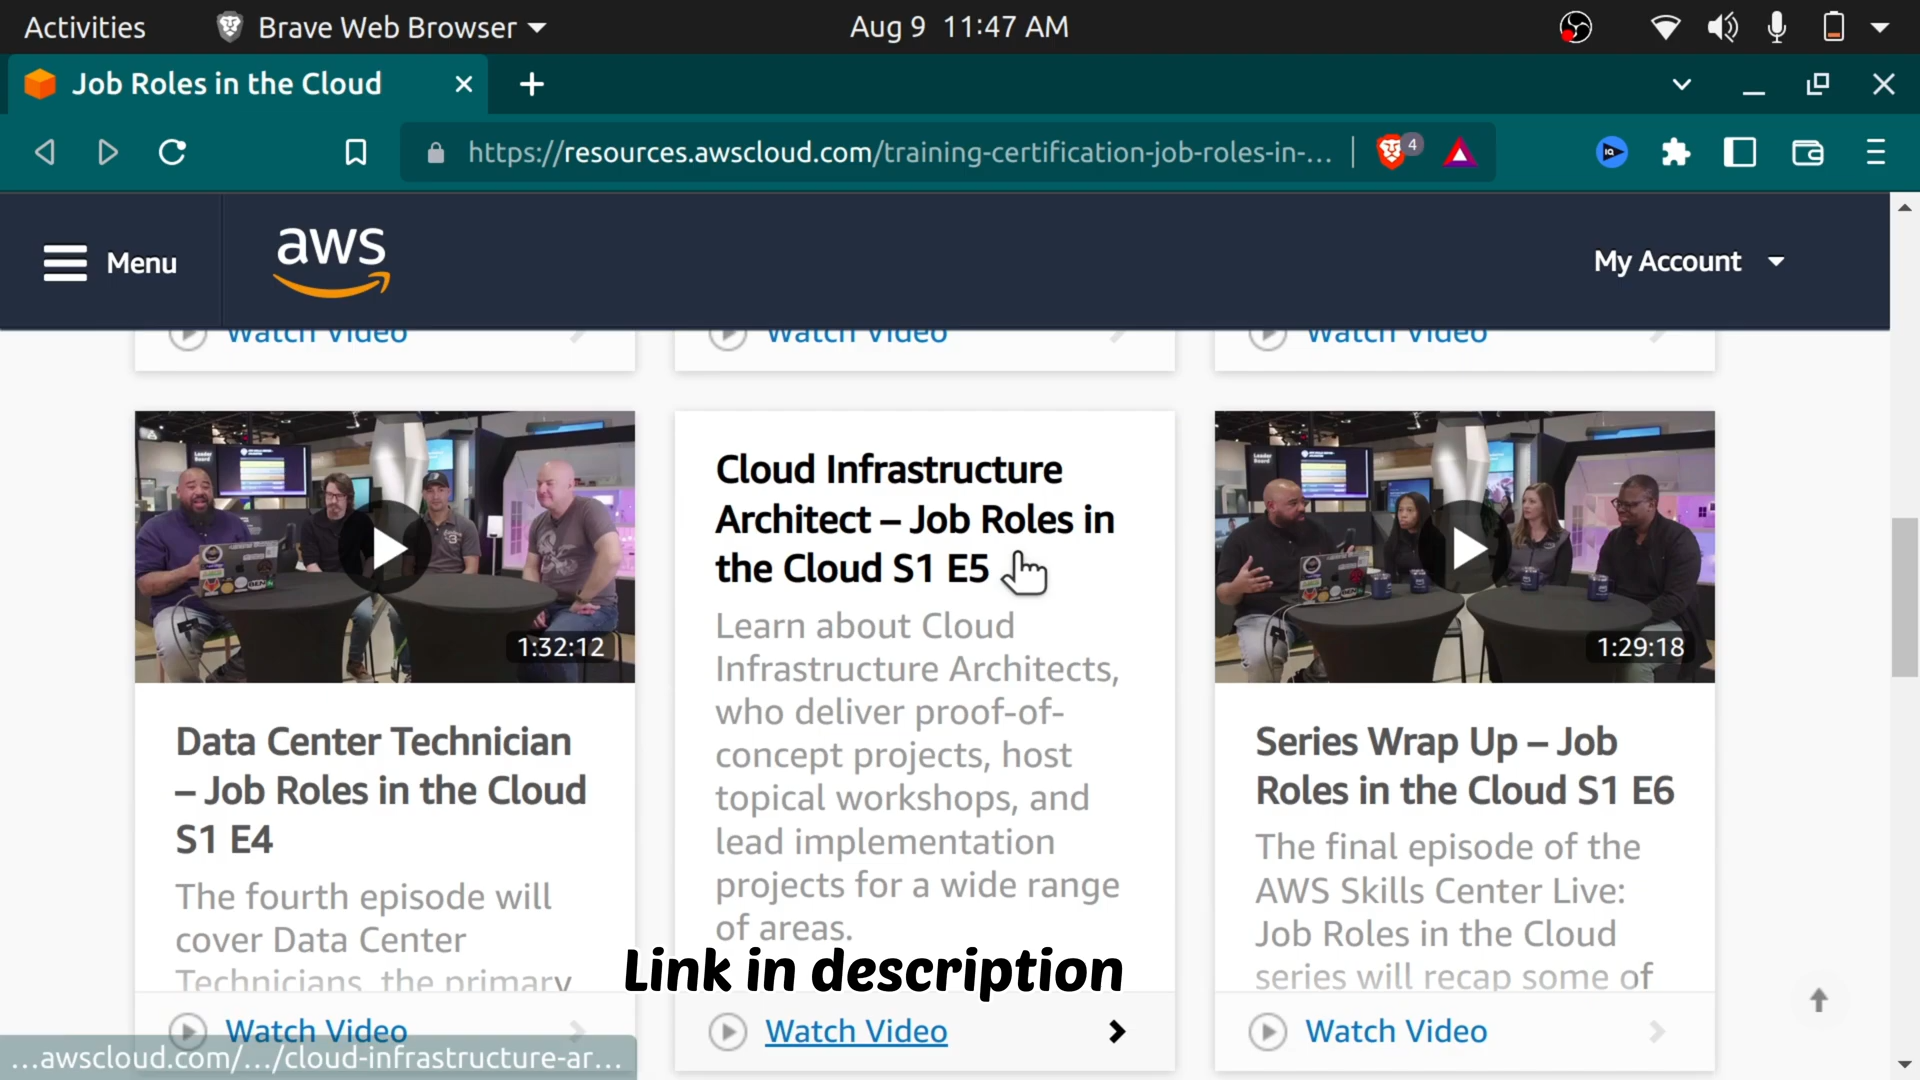 Activities
Brave Web Browser
Aug 9 11:47 AM
Job Roles in the Cloud
https://resources.awscloud.com/training-certification-job-roles-in-...
4
IQ
Menu
aws
My Account
Watch Video
Watch Video
Watch Video
1:32:12
Data Center Technician
– Job Roles in the Cloud
S1 E4
The fourth episode will
cover Data Center
Technicians, the primary
Watch Video
Cloud Infrastructure
Architect – Job Roles in
the Cloud S1 E5
Learn about Cloud
Infrastructure Architects,
who deliver proof-of-
concept projects, host
topical workshops, and
lead implementation
projects for a wide range
of areas.
Link in description
Watch Video
1:29:18
Series Wrap Up – Job
Roles in the Cloud S1 E6
The final episode of the
AWS Skills Center Live:
Job Roles in the Cloud
series will recap some of
Watch Video
...awscloud.com/.../cloud-infrastructure-ar...